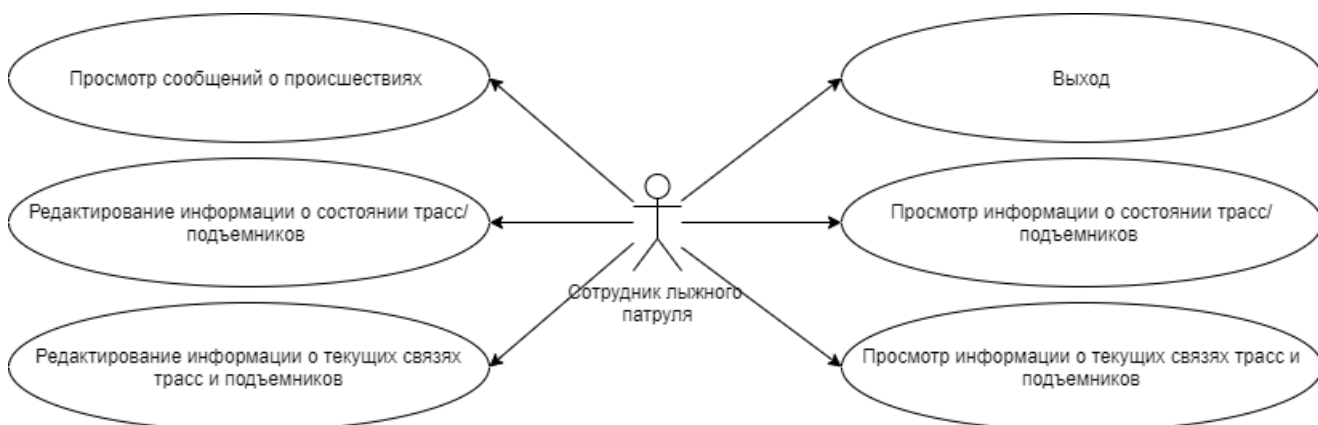 Просмотр сообщений о происшествиях
Выход
Редактирование информации о состоянии трасс/
подъемников
Просмотр информации о состоянии трасс/
подъемников
Сотрудник лыжного
патруля
Редактирование информации о текущих связях
трасс и подъемников
Просмотр информации о текущих связях трасс и
подъемников